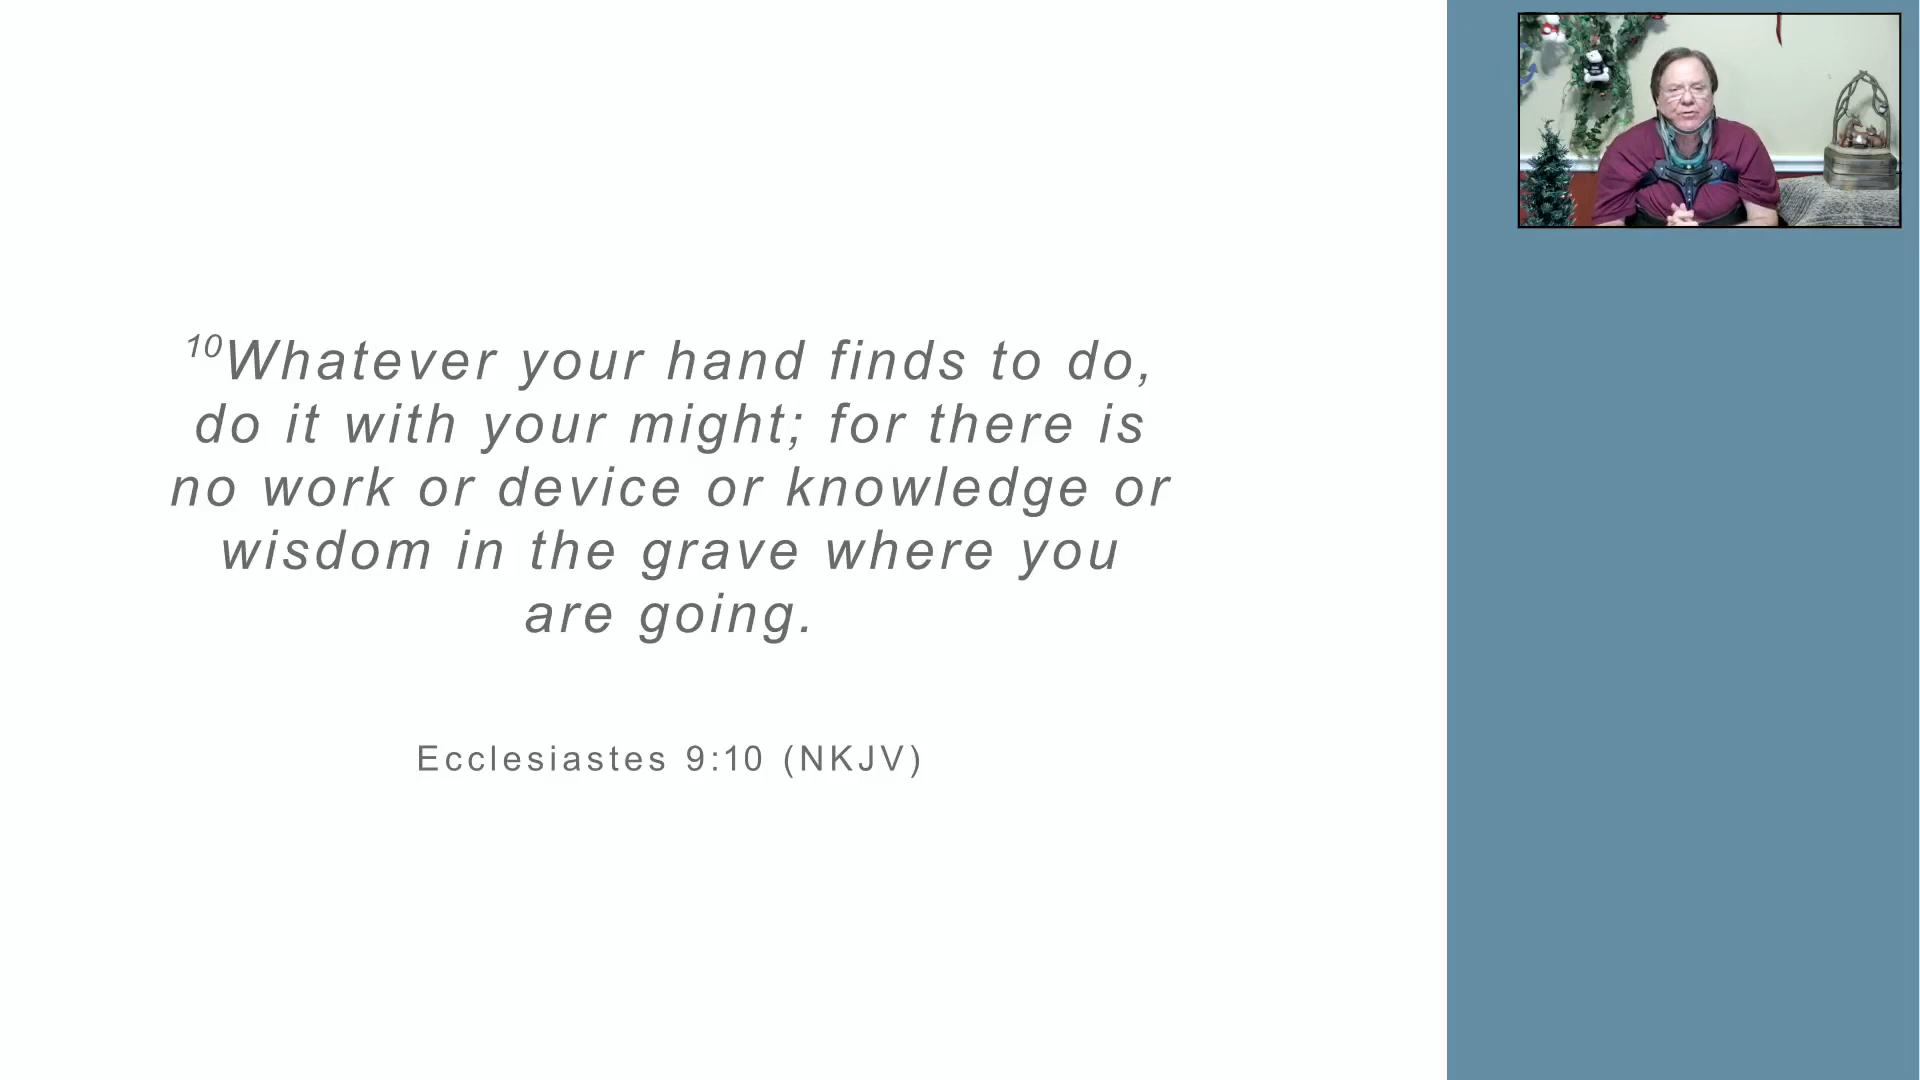 10Whatever your hand finds to do,
do it with your might; for there is
no work or device or knowledge or
wisdom in the grave where you
are going.
Ecclesiastes 9:10 (NKJV)